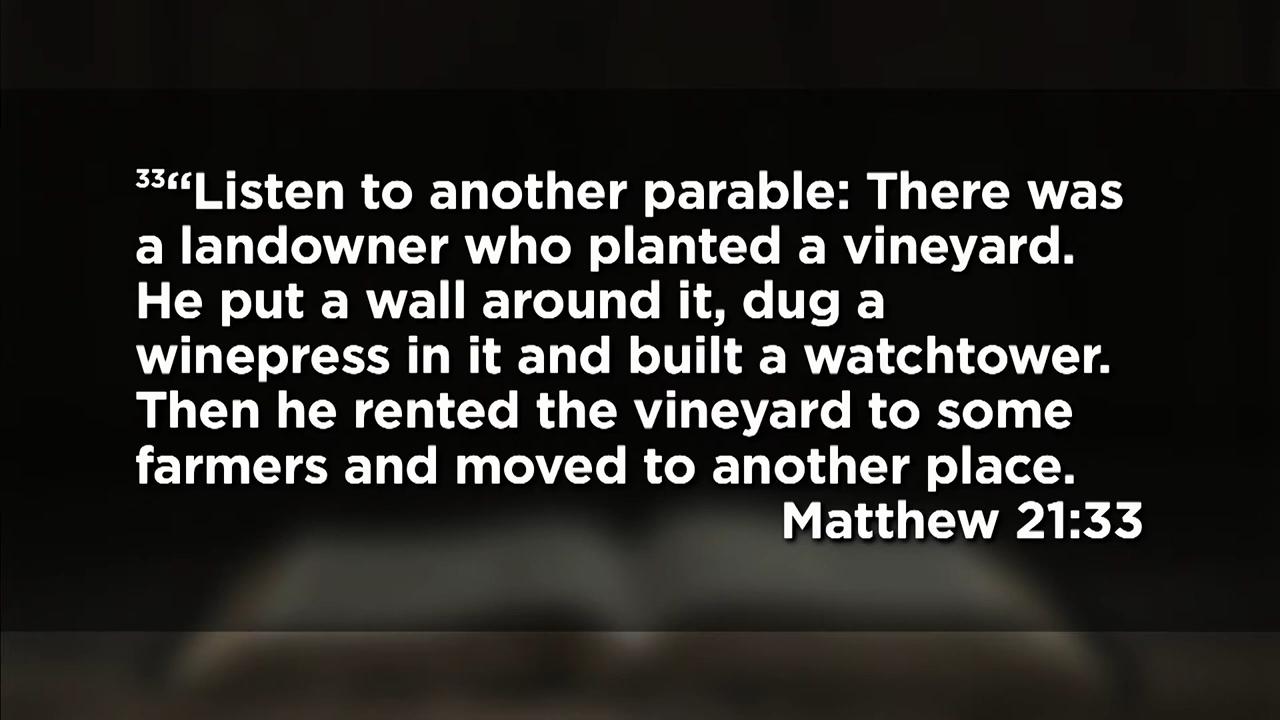 ³³“Listen to another parable: There was
a landowner who planted a vineyard.
He put a wall around it, dug a
winepress in it and built a watchtower.
Then he rented the vineyard to some
farmers and moved to another place.
Matthew 21:33